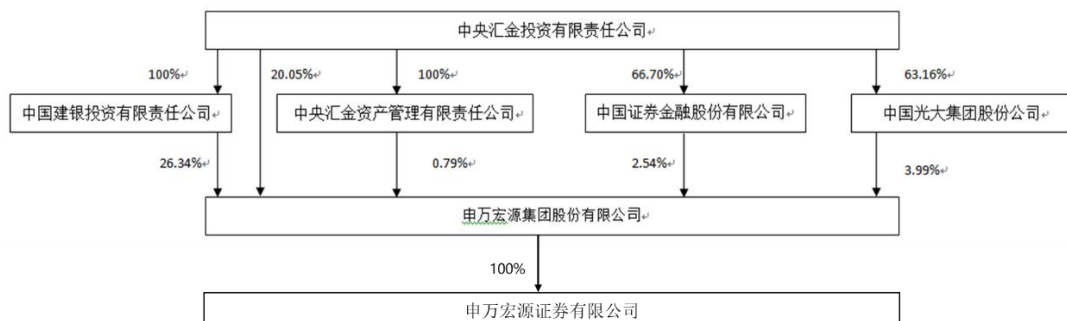 中央汇金投资有限责任公司
100% 20.05% 100% 66.70% 63.16%
中国建银投资有限责任公司 中央汇金资产管理有限责任公司 中国证券金融股份有限公司 中国光大集团股份公司
26.34% 0.79% 2.54% 3.99%
申万宏源集团股份有限公司
100%
申万宏源证券有限公司